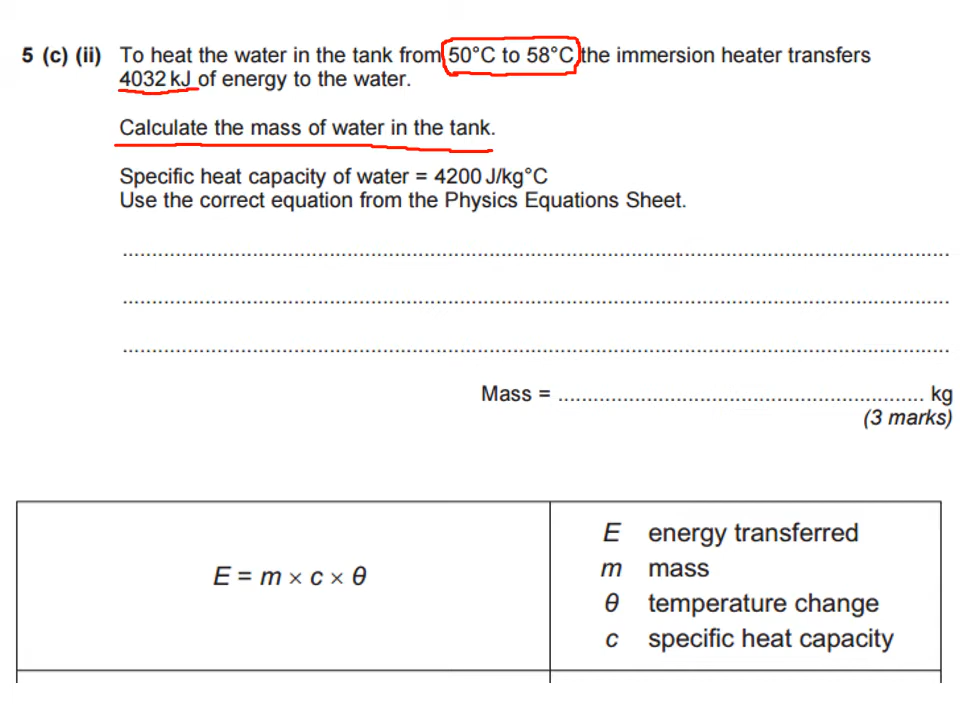 5 (c) (ii) To heat the water in the tank from 50°C to 58°C the immersion heater transfers
4032 kJ of energy to the water.
Calculate the mass of water in the tank.
Specific heat capacity of water = 4200 J/kg°C
Use the correct equation from the Physics Equations Sheet.
Mass = ............................................................. kg
(3 marks)
E = m × c × θ
E energy transferred
m mass
θ temperature change
c specific heat capacity